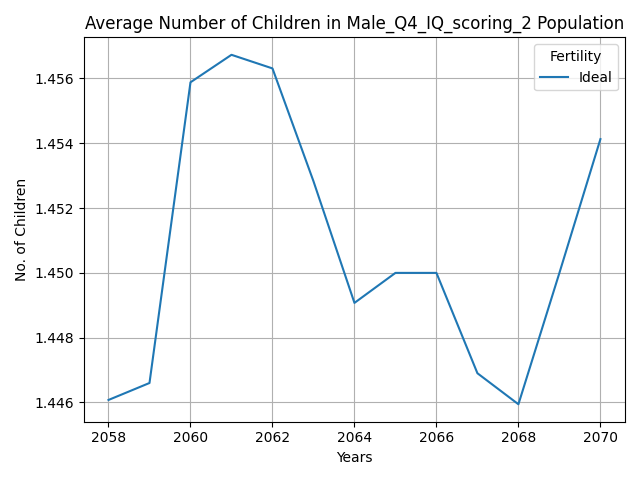 Average Number of Children in Male_Q4_IQ_scoring_2 Population
Fertility
Ideal
1.456
1.454
1.452
1.450
1.448
1.446
No. of Children
2058 2060 2062 2064 2066 2068 2070
Years